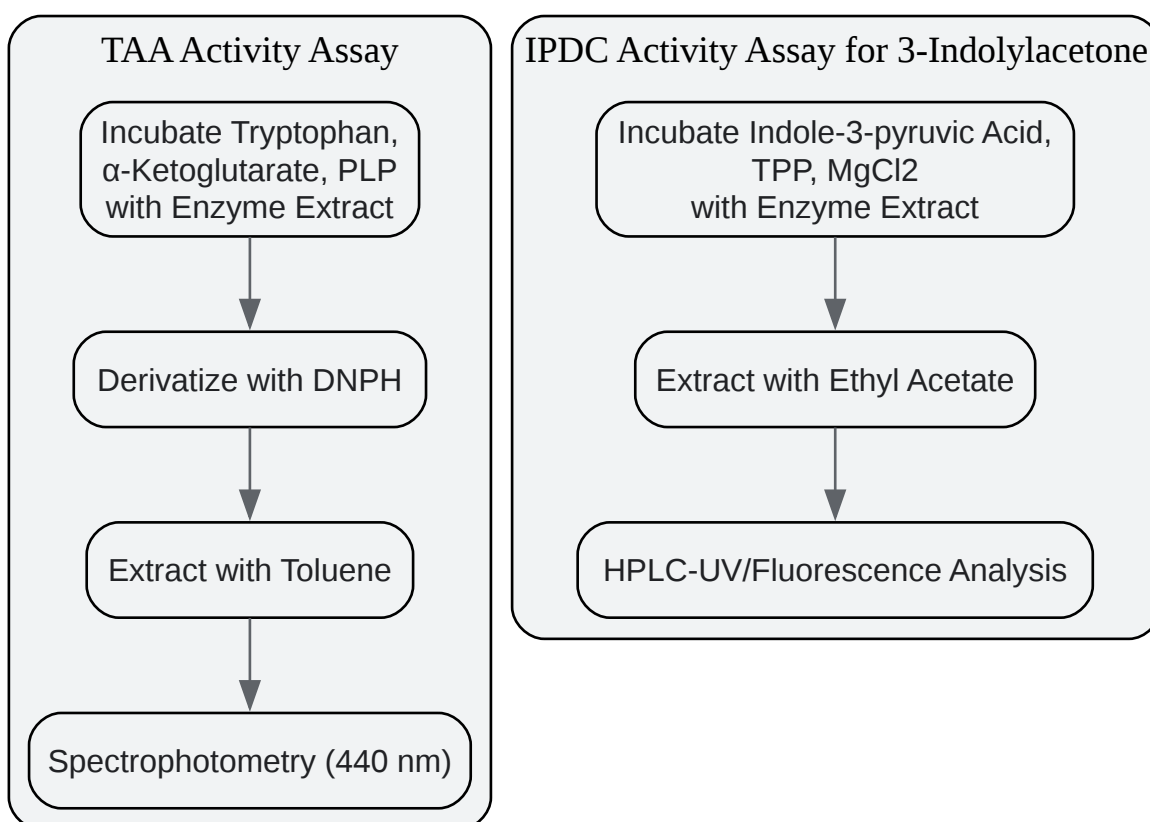 TAA Activity Assay
Incubate Tryptophan,
α-Ketoglutarate, PLP
with Enzyme Extract
Derivatize with DNPH
Extract with Toluene
Spectrophotometry (440 nm)
IPDC Activity Assay for 3-Indolylacetone
Incubate Indole-3-pyruvic Acid,
TPP, MgCl2
with Enzyme Extract
Extract with Ethyl Acetate
HPLC-UV/Fluorescence Analysis